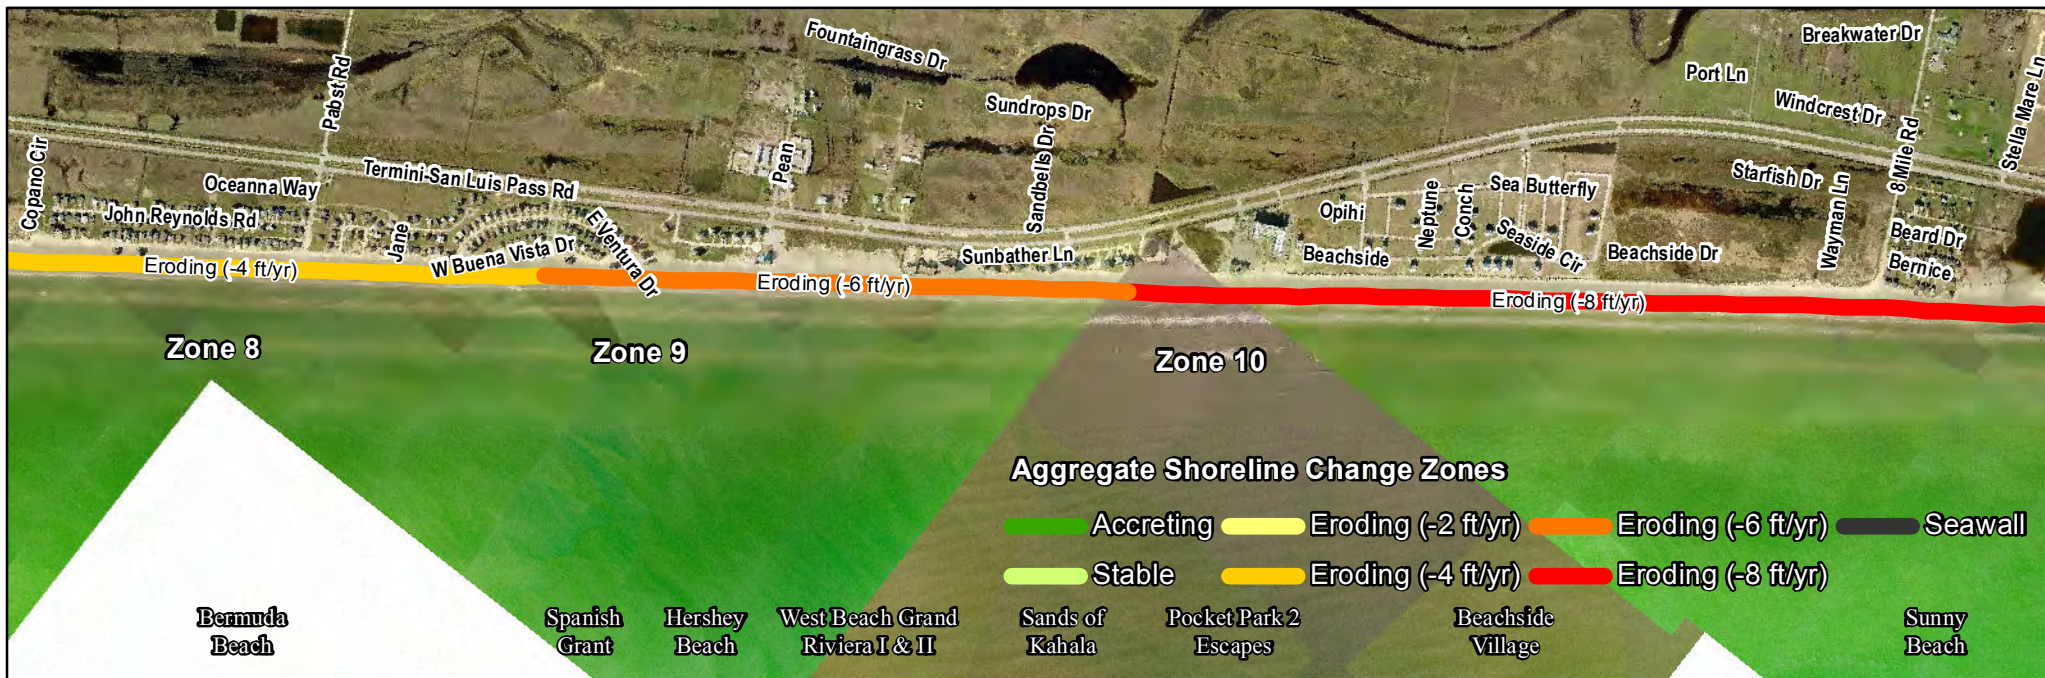 Fountaingrass Dr
Breakwater Dr
Pabst Rd
Port Ln
Stella Mare Ln
Sundrops Dr
Windcrest Dr
Sandbells Dr
8 Mile Rd
Copano Cir
Oceanna Way
Termini-San Luis Pass Rd
Pean
Starfish Dr
Wayman Ln
Sea Butterfly
Neptune
Conch
Opihi
John Reynolds Rd
Jane
W Buena Vista Dr
E Ventura Dr
Sunbather Ln
Beachside
Seaside Cir
Beachside Dr
Beard Dr
Bernice
Eroding (-4 ft/yr)
Eroding (-6 ft/yr)
Eroding (-8 ft/yr)
Zone 8
Zone 9
Zone 10
Aggregate Shoreline Change Zones
Accreting
Eroding (-2 ft/yr)
Eroding (-6 ft/yr)
Seawall
Stable
Eroding (-4 ft/yr)
Eroding (-8 ft/yr)
Bermuda
Beach
Spanish
Grant
Hershey
Beach
West Beach Grand
Riviera I & II
Sands of
Kahala
Pocket Park 2
Escapes
Beachside
Village
Sunny
Beach